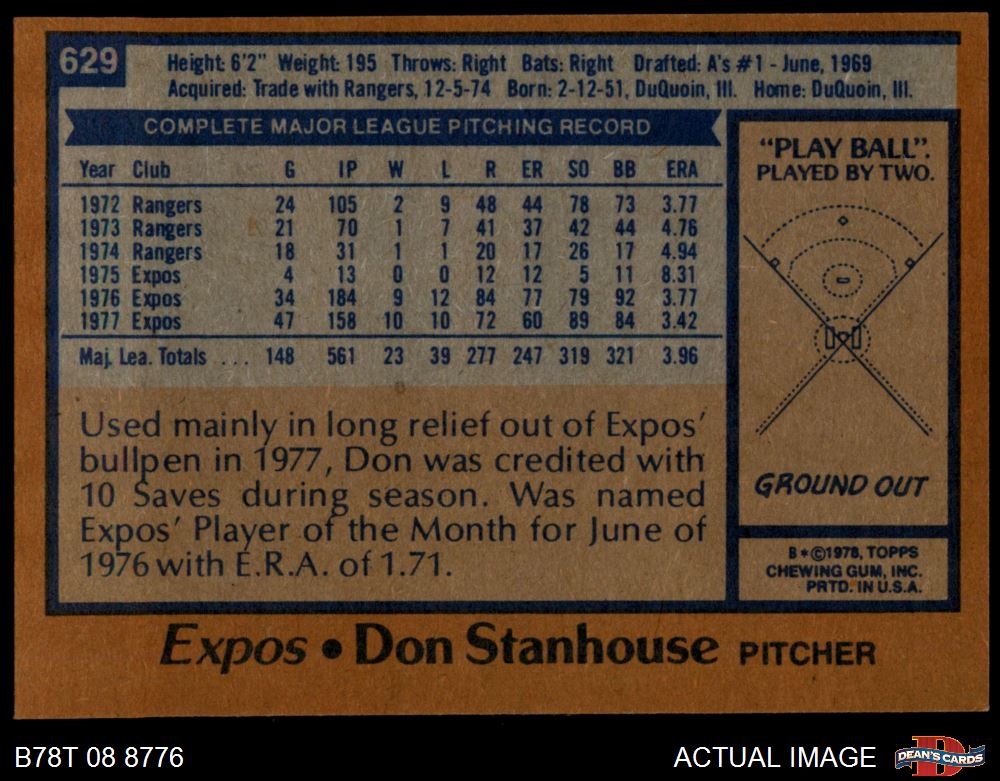 629
Height: 6'2" Weight: 195 Throws: Right Bats: Right Drafted: A's #1 - June, 1969
Acquired: Trade with Rangers, 12-5-74 Born: 2-12-51, DuQuoin, Ill. Home: DuQuoin, Ill.
COMPLETE MAJOR LEAGUE PITCHING RECORD
Year Club G IP W L R ER SO BB ERA
1972 Rangers 24 105 2 9 48 44 78 73 3.77
1973 Rangers 21 70 1 7 41 37 42 44 4.76
1974 Rangers 18 31 1 1 20 17 26 17 4.94
1975 Expos 4 13 0 0 12 12 5 11 8.31
1976 Expos 34 184 9 12 84 77 79 92 3.77
1977 Expos 47 158 10 10 72 60 89 84 3.42
Maj. Lea. Totals ... 148 561 23 39 277 247 319 321 3.96
Used mainly in long relief out of Expos'
bullpen in 1977, Don was credited with
10 Saves during season. Was named
Expos' Player of the Month for June of
1976 with E.R.A. of 1.71.
"PLAY BALL".
PLAYED BY TWO.
GROUND OUT
B*©1978, TOPPS
CHEWING GUM, INC.
PRTD. IN U.S.A.
Expos • Don Stanhouse PITCHER
B78T 08 8776
ACTUAL IMAGE
D
DEAN'S CARDS